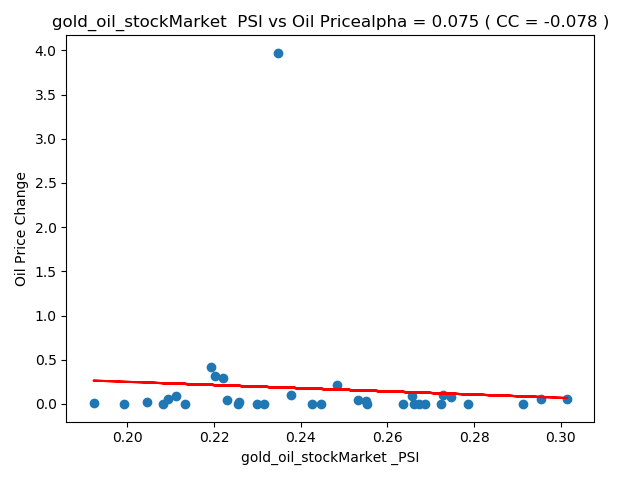 gold_oil_stockMarket  PSI vs Oil Pricealpha = 0.075 ( CC = -0.078 )
4.0
3.5
3.0
2.5
2.0
1.5
1.0
0.5
0.0
Oil Price Change
0.20 0.22 0.24 0.26 0.28 0.30
gold_oil_stockMarket _PSI